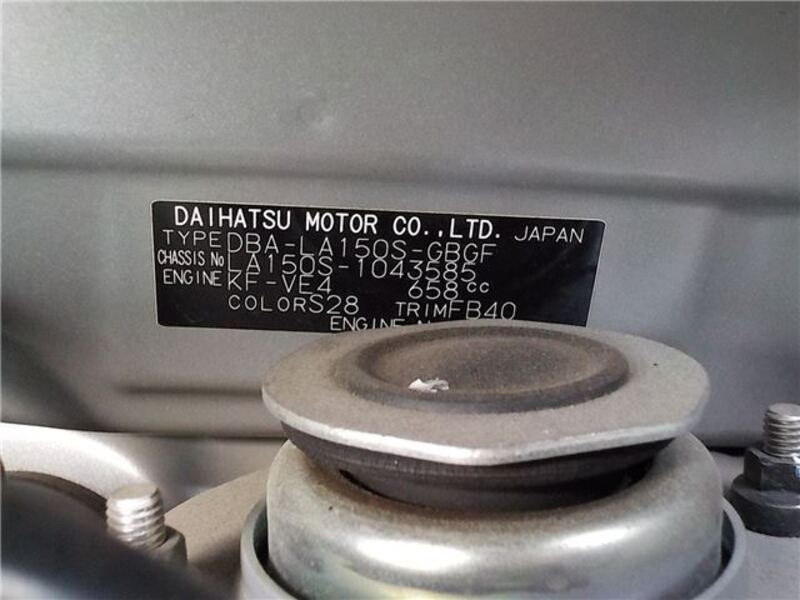 DAIHATSU MOTOR CO.,LTD. JAPAN
TYPE DBA-LA150S-GBGF
CHASSIS No LA150S-1043585
ENGINE KF-VE4 658cc
COLOR S28 TRIM FB40
ENGINE